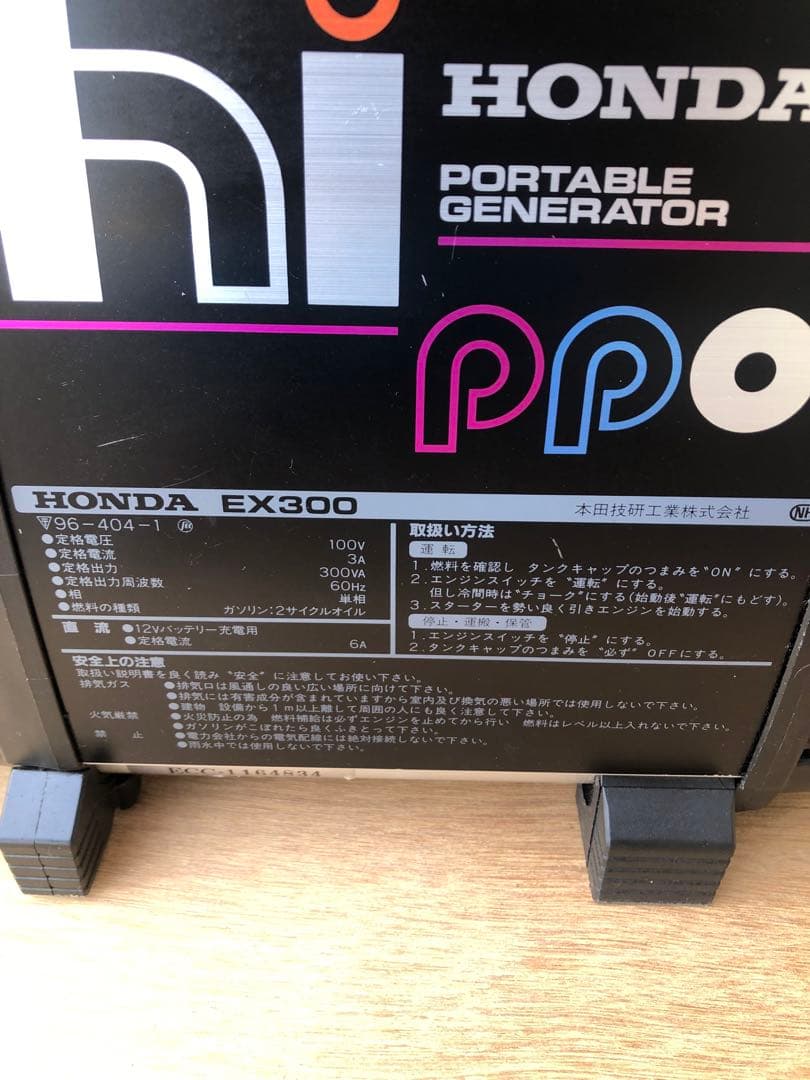 hi
HONDA
PORTABLE
GENERATOR
ppo
HONDA EX300
本田技研工業株式会社
〒96-404-1 JET
●定格電圧 100V
●定格電流 3A
●定格出力 300VA
●定格出力周波数 60Hz
●相 単相
●燃料の種類 ガソリン:2サイクルオイル
直流 ●12Vバッテリー充電用
●定格電流 6A
取扱い方法
運転
1.燃料を確認し タンクキャップのつまみを“ON”にする。
2.エンジンスイッチを“運転”にする。
但し冷間時は“チョーク”にする(始動後“運転”にもどす)。
3.スターターを勢い良く引きエンジンを始動する。
停止・運搬・保管
1.エンジンスイッチを“停止”にする。
2.タンクキャップのつまみを“必ず”OFFにする。
安全上の注意
取扱い説明書を良く読み“安全”に注意してお使い下さい。
排気ガス ●排気口は風通しの良い広い場所に向けて下さい。
●排気には有害成分が含まれていますから室内及び換気の悪い場所では使用しないで下さい。
●建物 設備から1m以上離して周囲の人にも良く注意して下さい。
火気厳禁 ●火災防止の為 燃料補給は必ずエンジンを止めてから行い 燃料はレベル以上入れないで下さい。
●ガソリンがこぼれたら良くふきとって下さい。
禁止 ●電力会社からの電気配線には絶対接続しないで下さい。
●雨水中では使用しないで下さい。
ECC-1164834